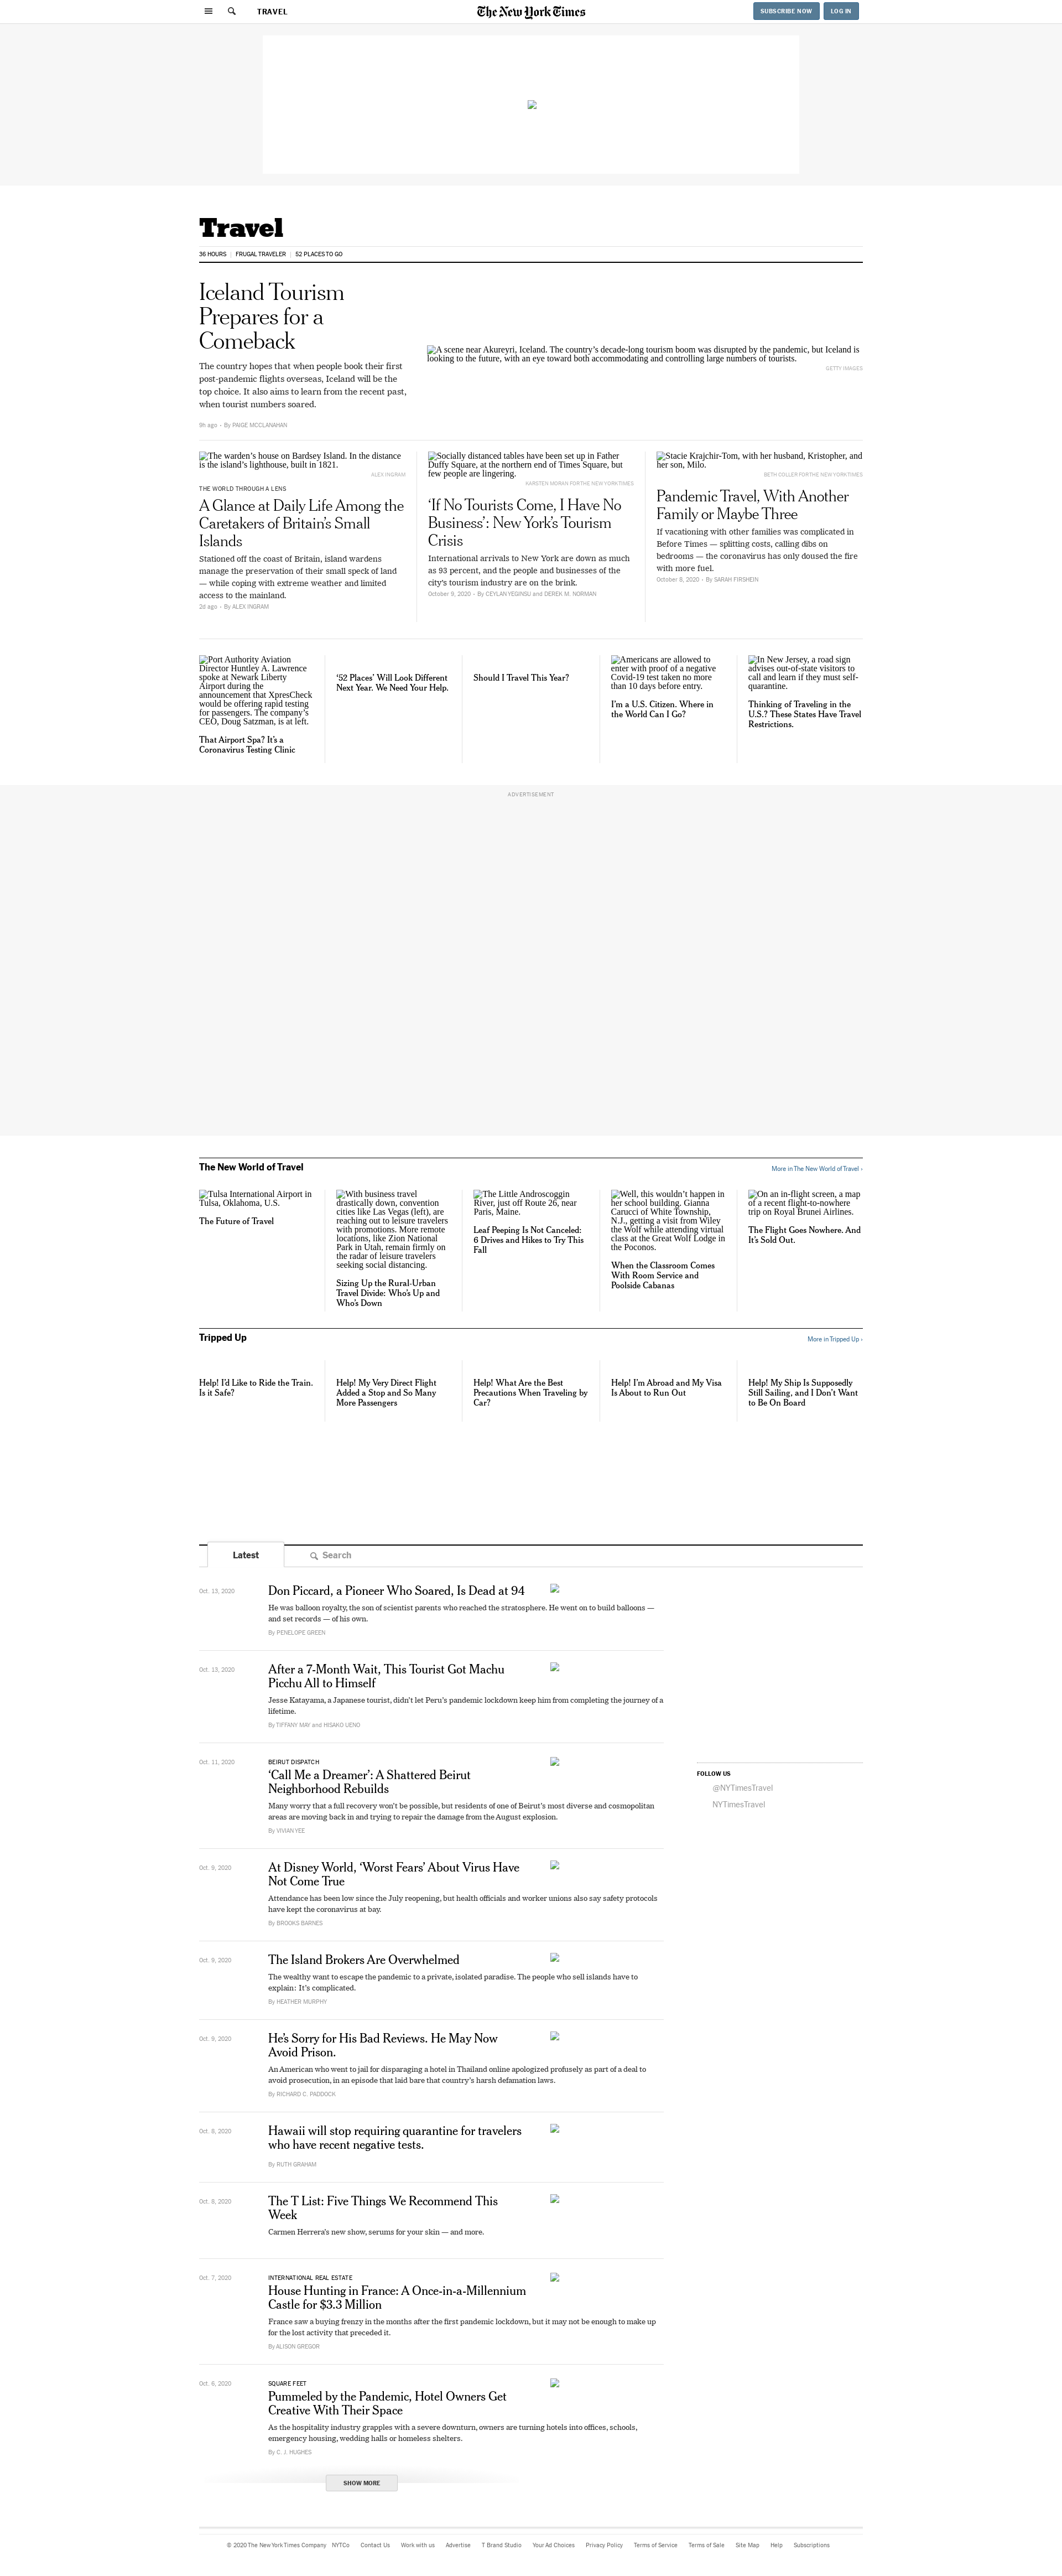 TRAVEL
The New York Times
SUBSCRIBE NOW
LOG IN
Travel
36 HOURS
FRUGAL TRAVELER
52 PLACES TO GO
Iceland Tourism
Prepares for a
Comeback
The country hopes that when people book their first
post-pandemic flights overseas, Iceland will be the
top choice. It also aims to learn from the recent past,
when tourist numbers soared.
9h ago · By PAIGE MCCLANAHAN
A scene near Akureyri, Iceland. The country's decade-long tourism boom was disrupted by the pandemic, but Iceland is
looking to the future, with an eye toward both accommodating and controlling large numbers of tourists.
GETTY IMAGES
The warden's house on Bardsey Island. In the distance
is the island's lighthouse, built in 1821.
ALEX INGRAM
THE WORLD THROUGH A LENS
A Glance at Daily Life Among the
Caretakers of Britain's Small
Islands
Stationed off the coast of Britain, island wardens
manage the preservation of their small speck of land
— while coping with extreme weather and limited
access to the mainland.
2d ago · By ALEX INGRAM
Socially distanced tables have been set up in Father
Duffy Square, at the northern end of Times Square, but
few people are lingering.
KARSTEN MORAN FOR THE NEW YORK TIMES
'If No Tourists Come, I Have No
Business': New York's Tourism
Crisis
International arrivals to New York are down as much
as 93 percent, and the people and businesses of the
city's tourism industry are on the brink.
October 9, 2020 · By CEYLAN YEGINSU and DEREK M. NORMAN
Stacie Krajchir-Tom, with her husband, Kristopher, and
her son, Milo.
BETH COLLER FOR THE NEW YORK TIMES
Pandemic Travel, With Another
Family or Maybe Three
If vacationing with other families was complicated in
Before Times — splitting costs, calling dibs on
bedrooms — the coronavirus has only doused the fire
with more fuel.
October 8, 2020 · By SARAH FIRSHEIN
Port Authority Aviation
Director Huntley A. Lawrence
spoke at Newark Liberty
Airport during the
announcement that XpresCheck
would be offering rapid testing
for passengers. The company's
CEO, Doug Satzman, is at left.
That Airport Spa? It's a
Coronavirus Testing Clinic
'52 Places' Will Look Different
Next Year. We Need Your Help.
Should I Travel This Year?
Americans are allowed to
enter with proof of a negative
Covid-19 test taken no more
than 10 days before entry.
I'm a U.S. Citizen. Where in
the World Can I Go?
In New Jersey, a road sign
advises out-of-state visitors to
call and learn if they must self-
quarantine.
Thinking of Traveling in the
U.S.? These States Have Travel
Restrictions.
ADVERTISEMENT
The New World of Travel
More in The New World of Travel ›
Tulsa International Airport in
Tulsa, Oklahoma, U.S.
The Future of Travel
With business travel
drastically down, convention
cities like Las Vegas (left), are
reaching out to leisure travelers
with promotions. More remote
locations, like Zion National
Park in Utah, remain firmly on
the radar of leisure travelers
seeking social distancing.
Sizing Up the Rural-Urban
Travel Divide: Who's Up and
Who's Down
The Little Androscoggin
River, just off Route 26, near
Paris, Maine.
Leaf Peeping Is Not Canceled:
6 Drives and Hikes to Try This
Fall
Well, this wouldn't happen in
her school building. Gianna
Carucci of White Township,
N.J., getting a visit from Wiley
the Wolf while attending virtual
class at the Great Wolf Lodge in
the Poconos.
When the Classroom Comes
With Room Service and
Poolside Cabanas
On an in-flight screen, a map
of a recent flight-to-nowhere
trip on Royal Brunei Airlines.
The Flight Goes Nowhere. And
It's Sold Out.
Tripped Up
More in Tripped Up ›
Help! I'd Like to Ride the Train.
Is it Safe?
Help! My Very Direct Flight
Added a Stop and So Many
More Passengers
Help! What Are the Best
Precautions When Traveling by
Car?
Help! I'm Abroad and My Visa
Is About to Run Out
Help! My Ship Is Supposedly
Still Sailing, and I Don't Want
to Be On Board
Latest
Search
Oct. 13, 2020
Don Piccard, a Pioneer Who Soared, Is Dead at 94
He was balloon royalty, the son of scientist parents who reached the stratosphere. He went on to build balloons —
and set records — of his own.
By PENELOPE GREEN
Oct. 13, 2020
After a 7-Month Wait, This Tourist Got Machu
Picchu All to Himself
Jesse Katayama, a Japanese tourist, didn't let Peru's pandemic lockdown keep him from completing the journey of a
lifetime.
By TIFFANY MAY and HISAKO UENO
Oct. 11, 2020
BEIRUT DISPATCH
'Call Me a Dreamer': A Shattered Beirut
Neighborhood Rebuilds
Many worry that a full recovery won't be possible, but residents of one of Beirut's most diverse and cosmopolitan
areas are moving back in and trying to repair the damage from the August explosion.
By VIVIAN YEE
FOLLOW US
@NYTimesTravel
NYTimesTravel
Oct. 9, 2020
At Disney World, 'Worst Fears' About Virus Have
Not Come True
Attendance has been low since the July reopening, but health officials and worker unions also say safety protocols
have kept the coronavirus at bay.
By BROOKS BARNES
Oct. 9, 2020
The Island Brokers Are Overwhelmed
The wealthy want to escape the pandemic to a private, isolated paradise. The people who sell islands have to
explain: It's complicated.
By HEATHER MURPHY
Oct. 9, 2020
He's Sorry for His Bad Reviews. He May Now
Avoid Prison.
An American who went to jail for disparaging a hotel in Thailand online apologized profusely as part of a deal to
avoid prosecution, in an episode that laid bare that country's harsh defamation laws.
By RICHARD C. PADDOCK
Oct. 8, 2020
Hawaii will stop requiring quarantine for travelers
who have recent negative tests.
By RUTH GRAHAM
Oct. 8, 2020
The T List: Five Things We Recommend This
Week
Carmen Herrera's new show, serums for your skin — and more.
Oct. 7, 2020
INTERNATIONAL REAL ESTATE
House Hunting in France: A Once-in-a-Millennium
Castle for $3.3 Million
France saw a buying frenzy in the months after the first pandemic lockdown, but it may not be enough to make up
for the lost activity that preceded it.
By ALISON GREGOR
Oct. 6, 2020
SQUARE FEET
Pummeled by the Pandemic, Hotel Owners Get
Creative With Their Space
As the hospitality industry grapples with a severe downturn, owners are turning hotels into offices, schools,
emergency housing, wedding halls or homeless shelters.
By C. J. HUGHES
SHOW MORE
© 2020 The New York Times Company NYTCo Contact Us Work with us Advertise T Brand Studio Your Ad Choices Privacy Policy Terms of Service Terms of Sale Site Map Help Subscriptions